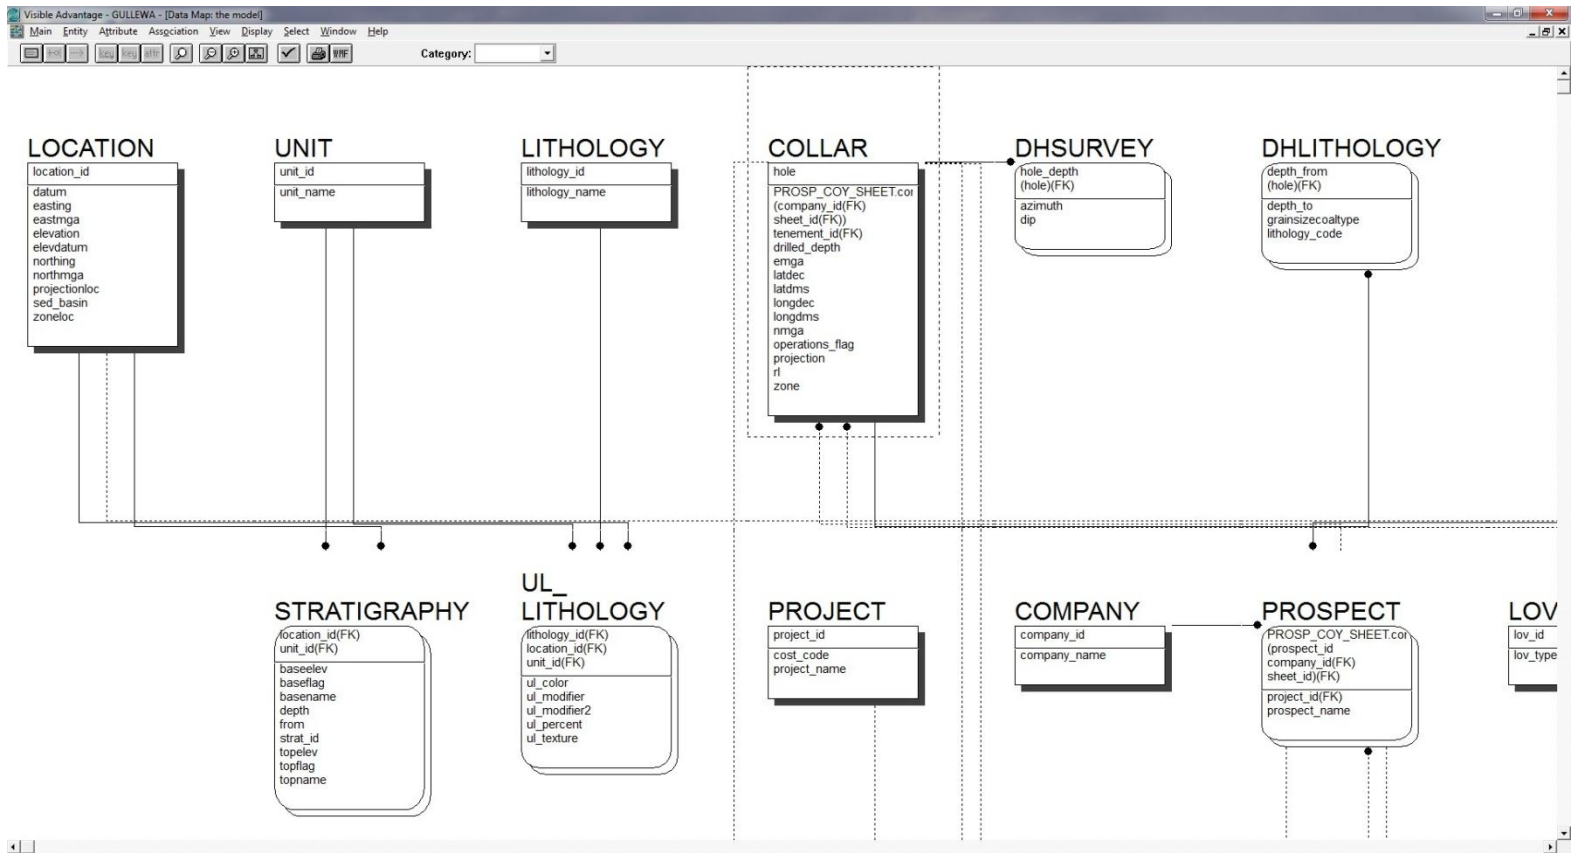 Visible Advantage - GULLEWA - [Data Map: the model]
Main Entity Attribute Association View Display Select Window Help
key key attr WMF Category:
LOCATION
location_id
datum
easting
eastmga
elevation
elevdatum
northing
northmga
projectionloc
sed_basin
zoneloc
UNIT
unit_id
unit_name
LITHOLOGY
lithology_id
lithology_name
COLLAR
hole
PROSP_COY_SHEET.cor
(company_id(FK)
sheet_id(FK))
tenement_id(FK)
drilled_depth
emga
latdec
latdms
longdec
longdms
nmga
operations_flag
projection
rl
zone
DHSURVEY
hole_depth
(hole)(FK)
azimuth
dip
DHLITHOLOGY
depth_from
(hole)(FK)
depth_to
grainsizecoaltype
lithology_code
STRATIGRAPHY
location_id(FK)
unit_id(FK)
baseelev
baseflag
basename
depth
from
strat_id
topelev
topflag
topname
UL_
LITHOLOGY
lithology_id(FK)
location_id(FK)
unit_id(FK)
ul_color
ul_modifier
ul_modifier2
ul_percent
ul_texture
PROJECT
project_id
cost_code
project_name
COMPANY
company_id
company_name
PROSPECT
PROSP_COY_SHEET.cor
(prospect_id
company_id(FK)
sheet_id)(FK)
project_id(FK)
prospect_name
LOV
lov_id
lov_type